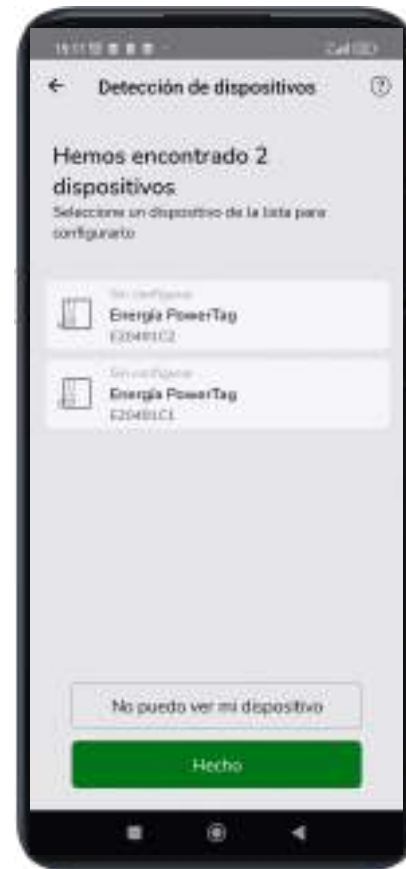 Detección de dispositivos
Hemos encontrado 2
dispositivos
Seleccione un dispositivo de la lista para
configurarlo
Sin configurar
Energía PowerTag
Sin configurar
Energía PowerTag
No puedo ver mi dispositivo
Hecho